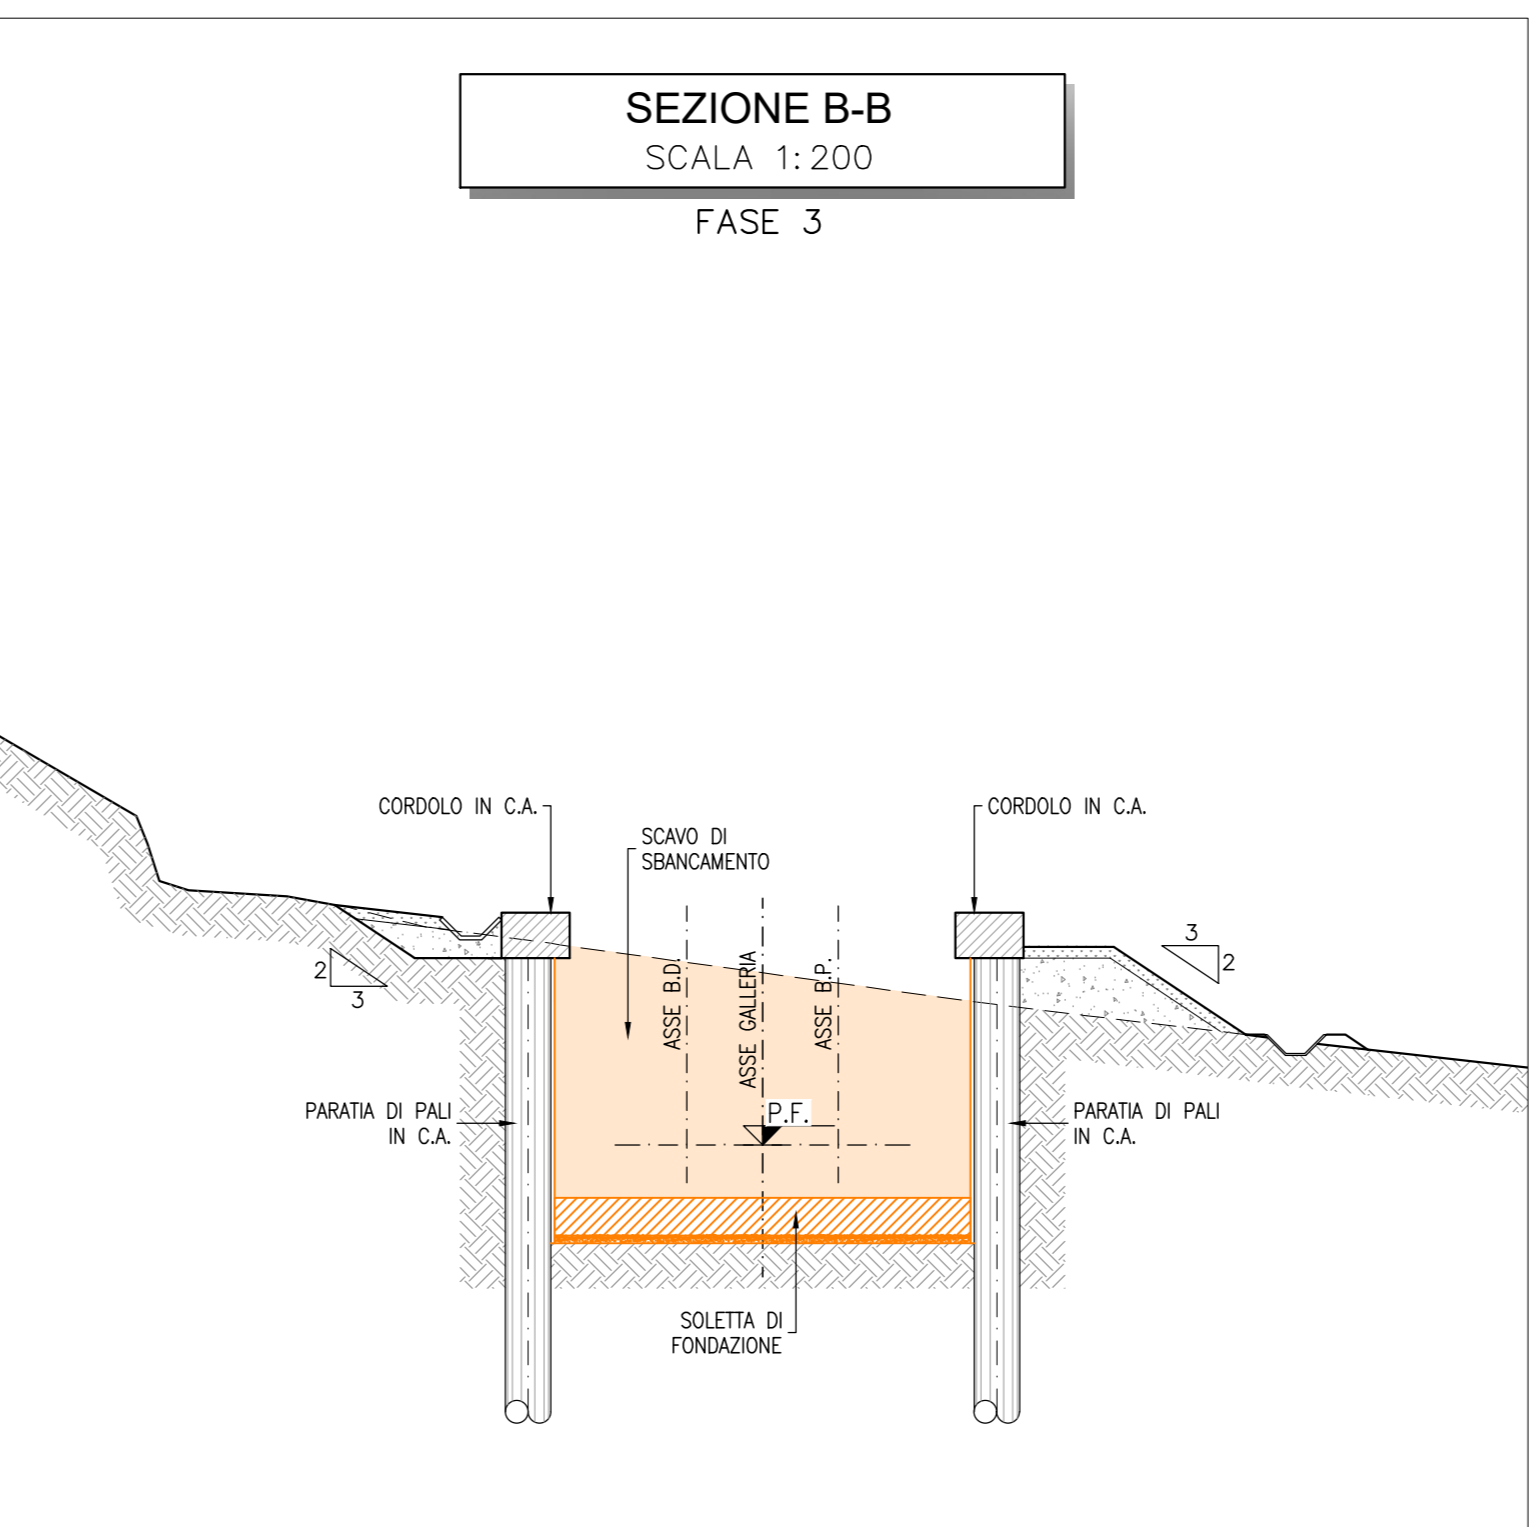 SEZIONE B-B
SCALA 1:200
FASE 3
CORDOLO IN C.A.
CORDOLO IN C.A.
SCAVO DI
SBANCAMENTO
ASSE B.D.
ASSE GALLERIA
ASSE B.P.
2
3
3
2
P.F.
PARATIA DI PALI
IN C.A.
PARATIA DI PALI
IN C.A.
SOLETTA DI
FONDAZIONE